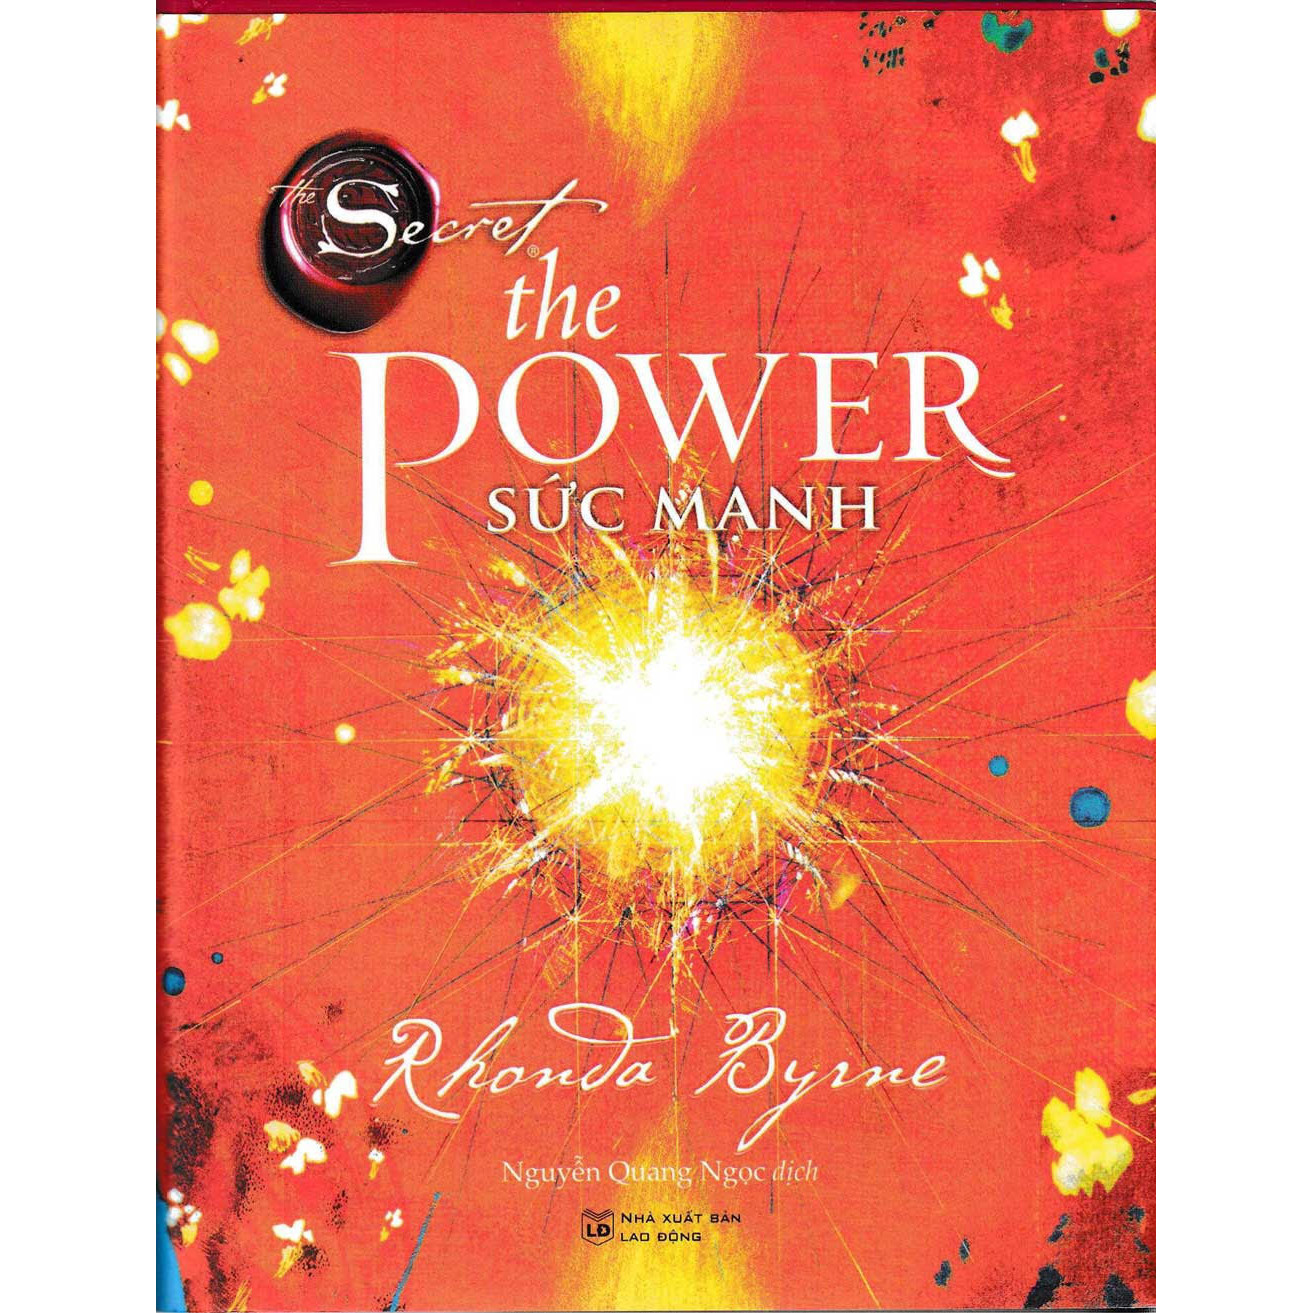 the Secret®
the
POWER
SỨC MẠNH
Rhonda Byrne
Nguyễn Quang Ngọc dịch
LĐ
NHÀ XUẤT BẢN
LAO ĐỘNG